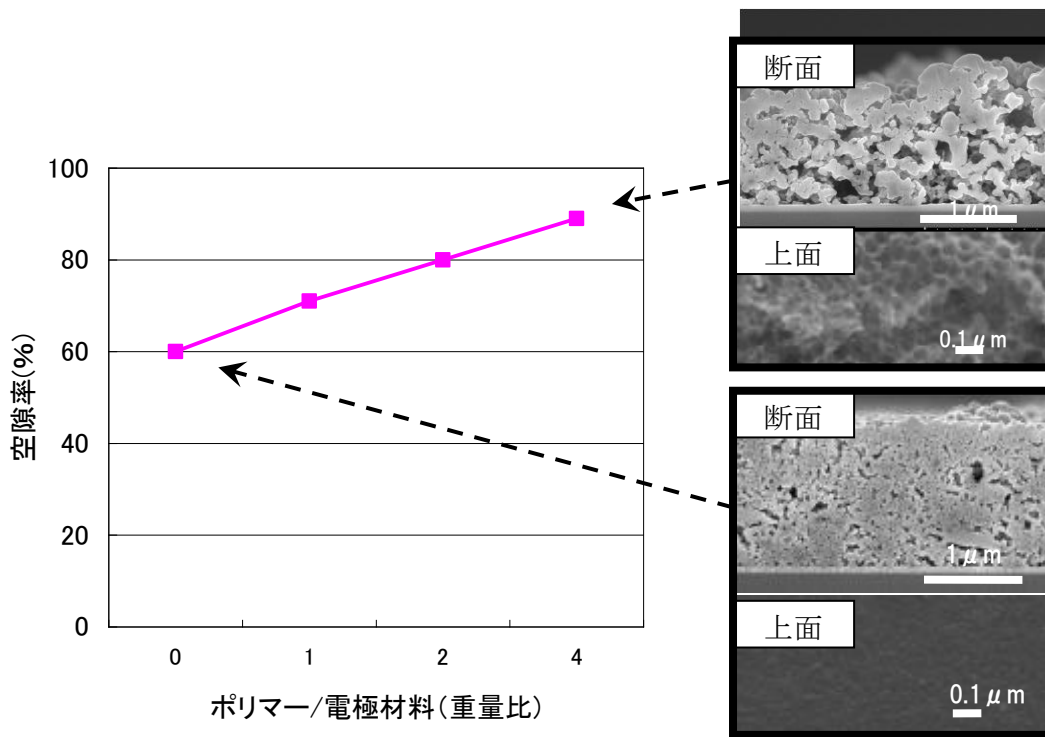 100
80
60
40
20
0
空隙率(%)
0 1 2 4
ポリマー/電極材料(重量比)
断面
1μm
上面
0.1μm
断面
1μm
上面
0.1μm